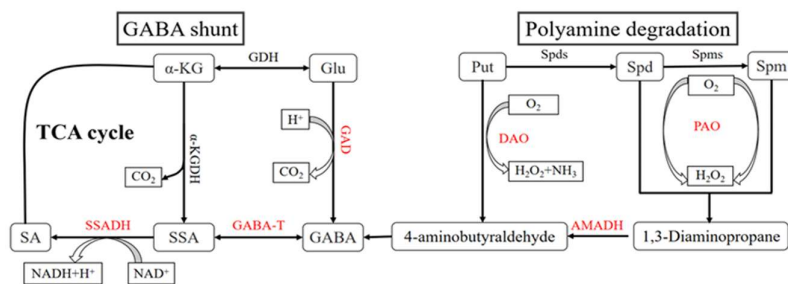 GABA shunt
Polyamine degradation
α-KG
GDH
Glu
Put
Spds
Spd
Spms
Spm
TCA cycle
α-KGDH
CO₂
H⁺
GAD
CO₂
O₂
DAO
H₂O₂+NH₃
O₂
PAO
H₂O₂
SA
SSADH
SSA
GABA-T
GABA
4-aminobutyraldehyde
AMADH
1,3-Diaminopropane
NADH+H⁺
NAD⁺